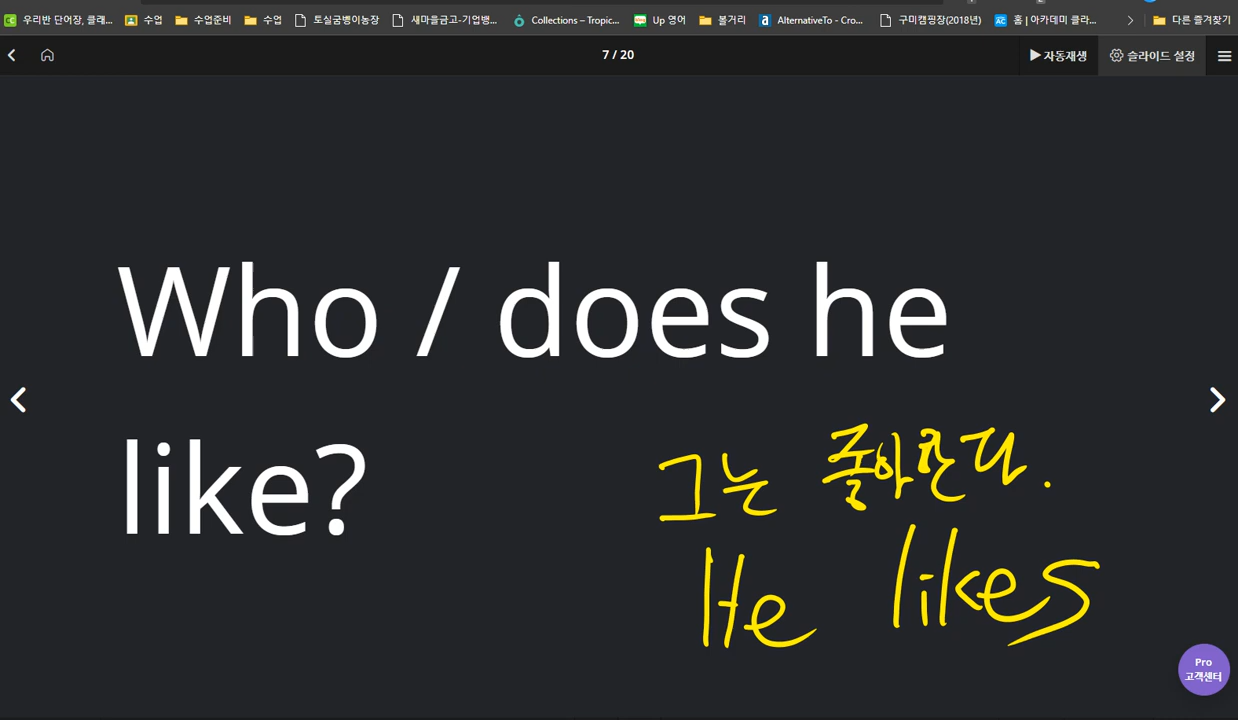 우리반 단어장, 클래... 수업 수업준비 수업 토실굼벵이농장 새마을금고-기업뱅... Collections – Tropic... Up 영어 볼거리 AlternativeTo - Cro... 구미캠핑장(2018년) 홈 | 아카데미 클라... 다른 즐겨찾기
7 / 20 자동재생 슬라이드 설정
Who / does he
like?
그는 좋아한다.
He likes
Pro
고객센터